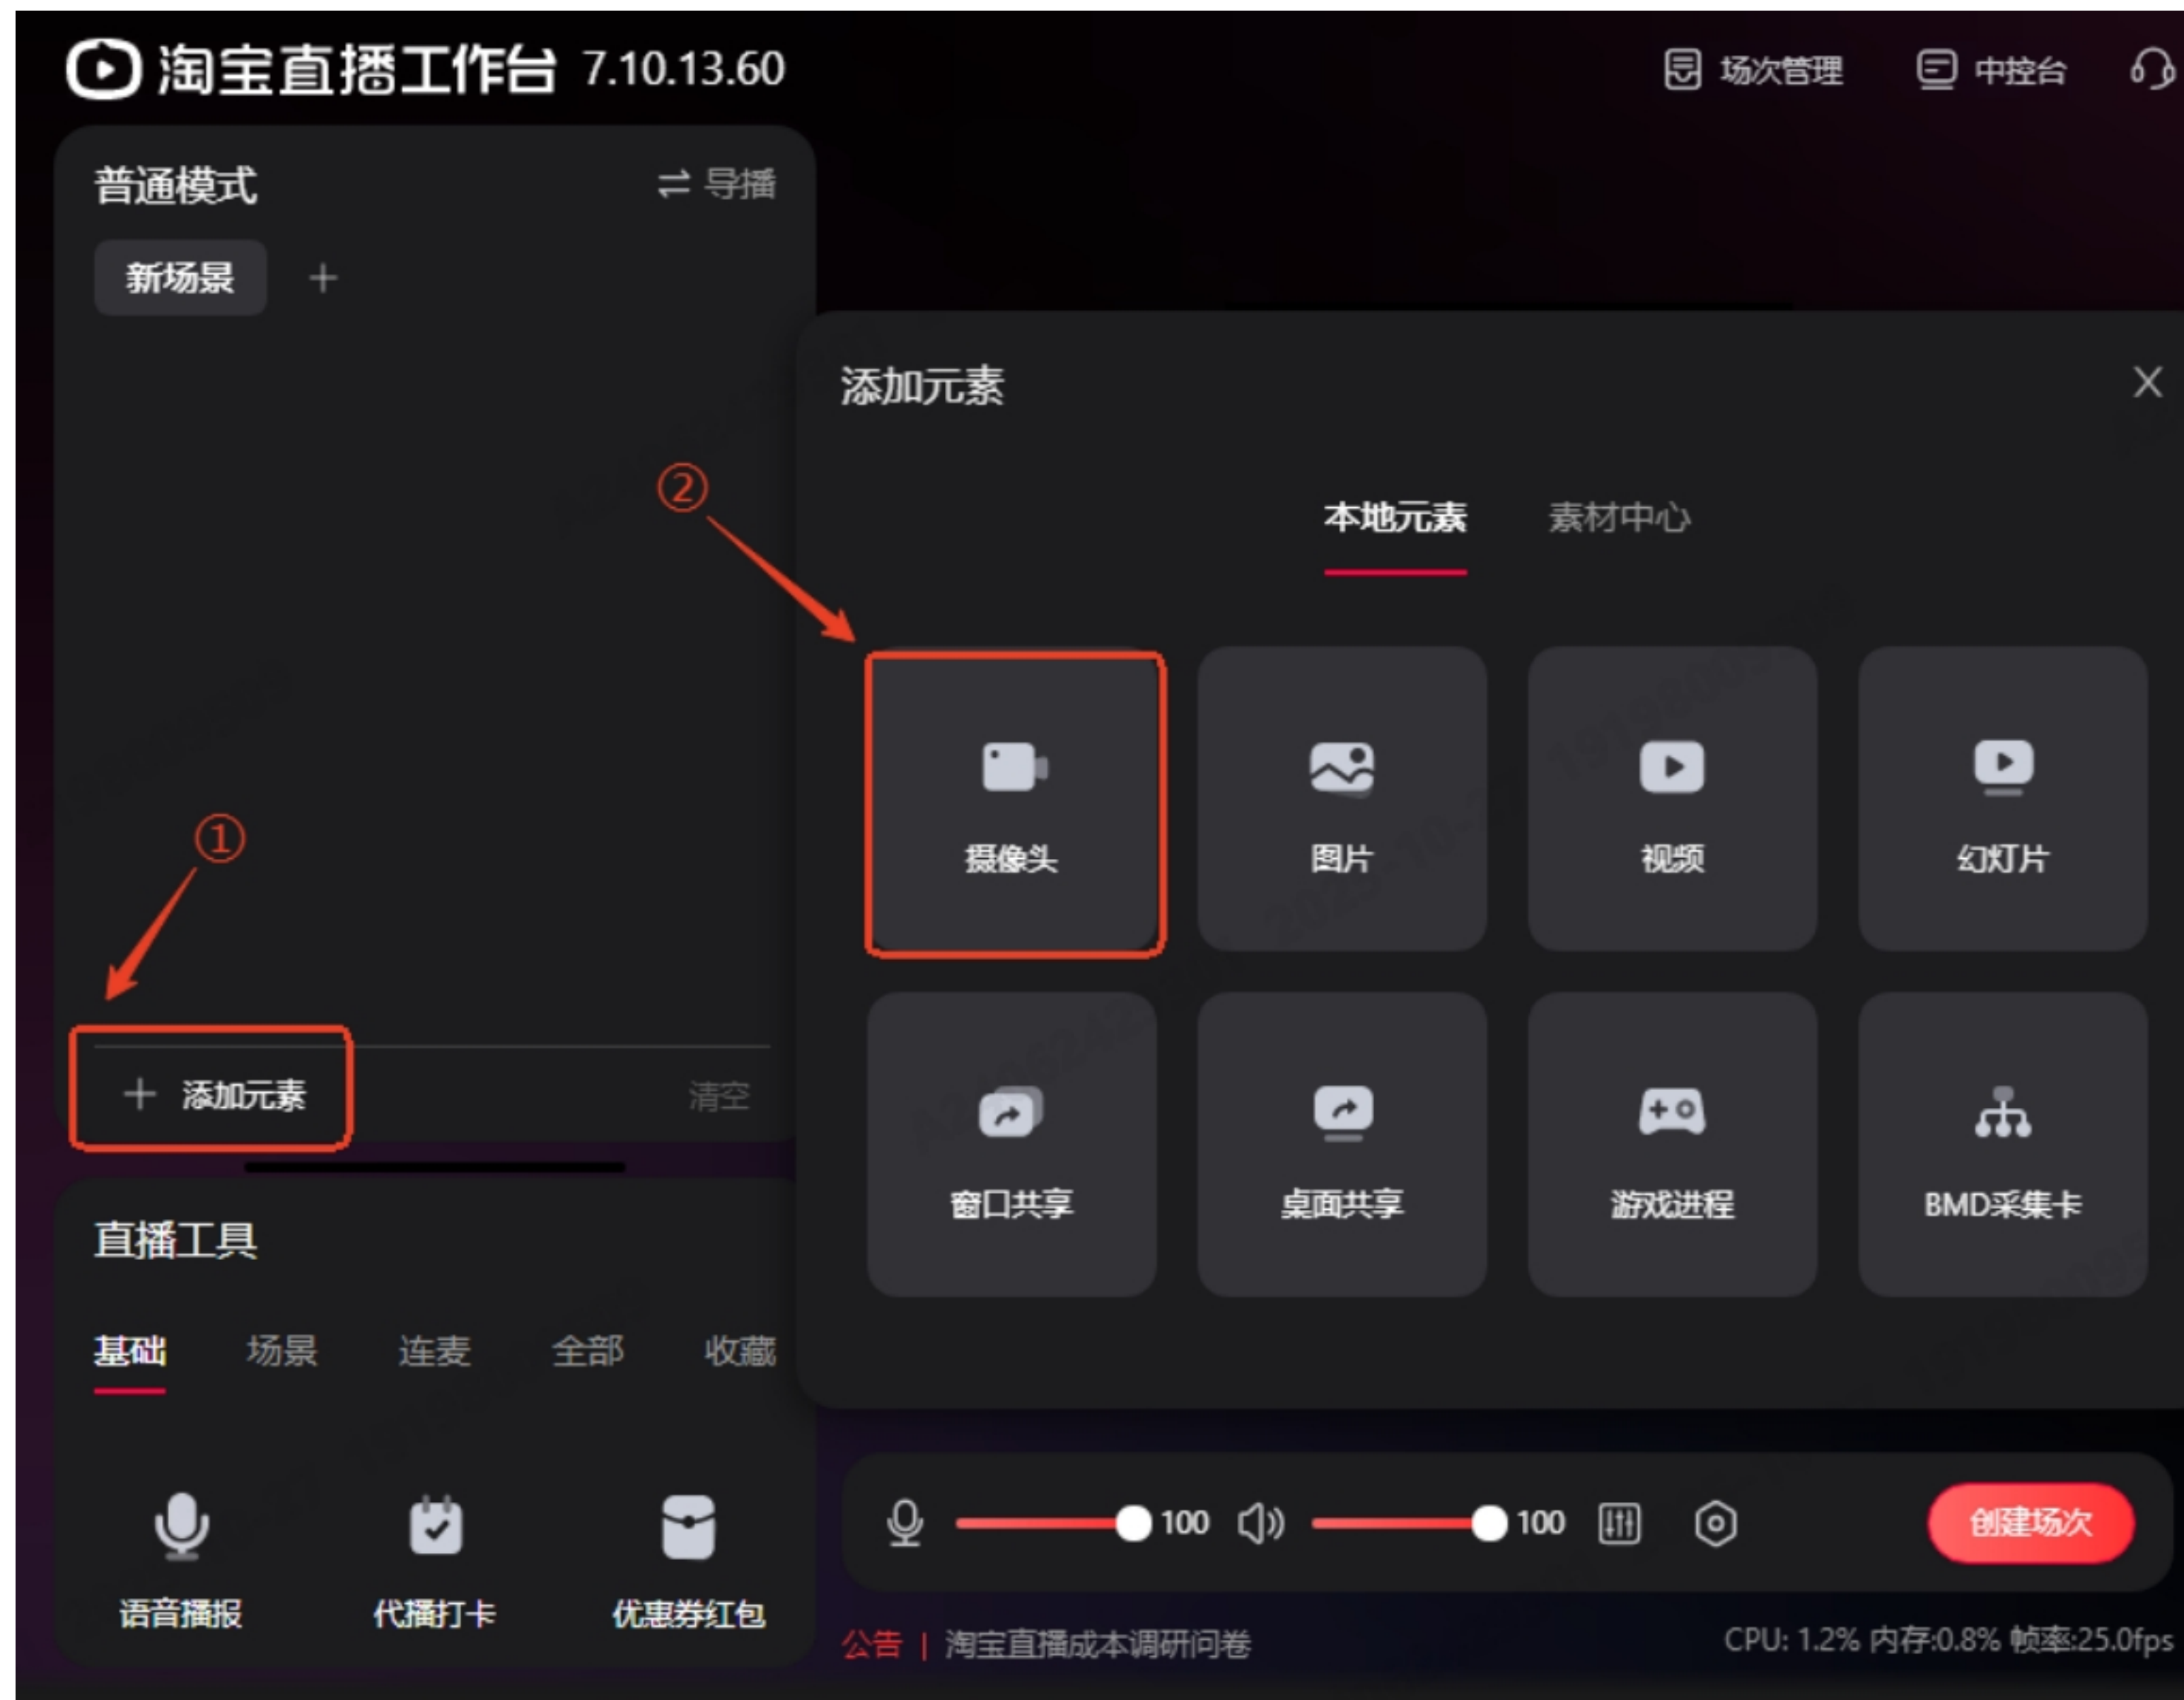 淘宝直播工作台 7.10.13.60
场次管理 中控台
普通模式 导播
新场景 +
添加元素 X
②
本地元素 素材中心
摄像头 图片 视频 幻灯片
①
窗口共享 桌面共享 游戏进程 BMD采集卡
+ 添加元素 清空
直播工具
基础 场景 连麦 全部 收藏
语音播报 代播打卡 优惠券红包
100 100 创建场次
公告 | 淘宝直播成本调研问卷
CPU: 1.2% 内存:0.8% 帧率:25.0fps